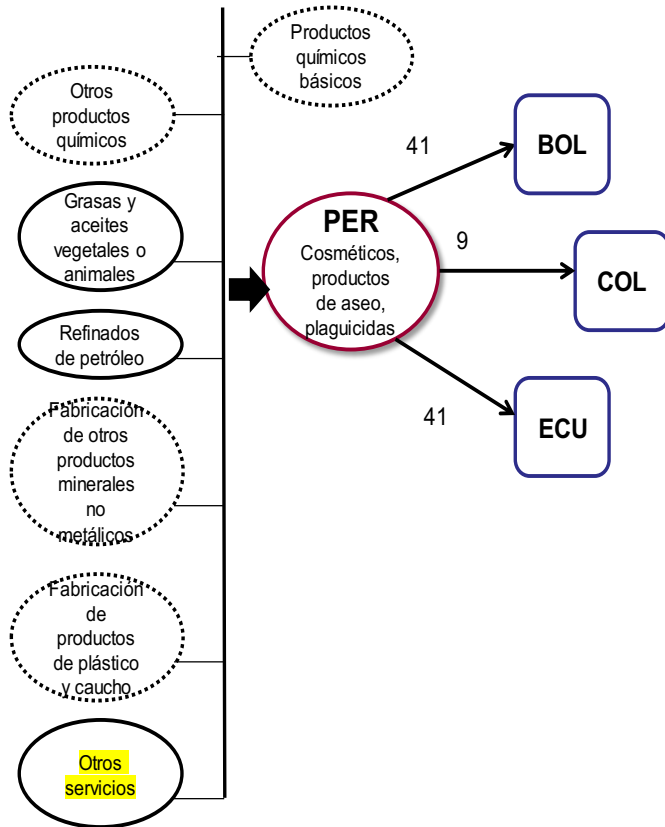 Productos
químicos
básicos
Otros
productos
químicos
Grasas y
aceites
vegetales o
animales
Refinados
de petróleo
Fabricación
de otros
productos
minerales
no
metálicos
Fabricación
de
productos
de plástico
y caucho
Otros
servicios
PER
Cosméticos,
productos
de aseo,
plaguicidas
41
BOL
9
COL
41
ECU